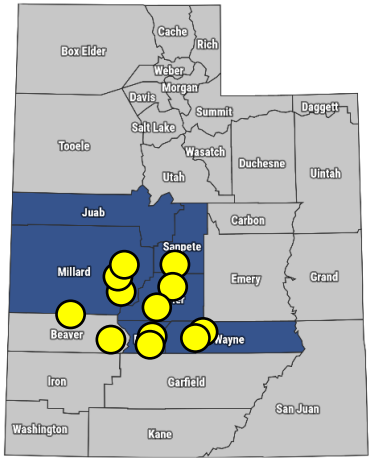 Cache
Rich
Box Elder
Weber
Morgan
Davis
Summit
Daggett
Salt Lake
Tooele
Wasatch
Duchesne
Uintah
Utah
Juab
Carbon
Sanpete
Millard
Emery
Grand
Beaver
Wayne
Iron
Garfield
San Juan
Washington
Kane